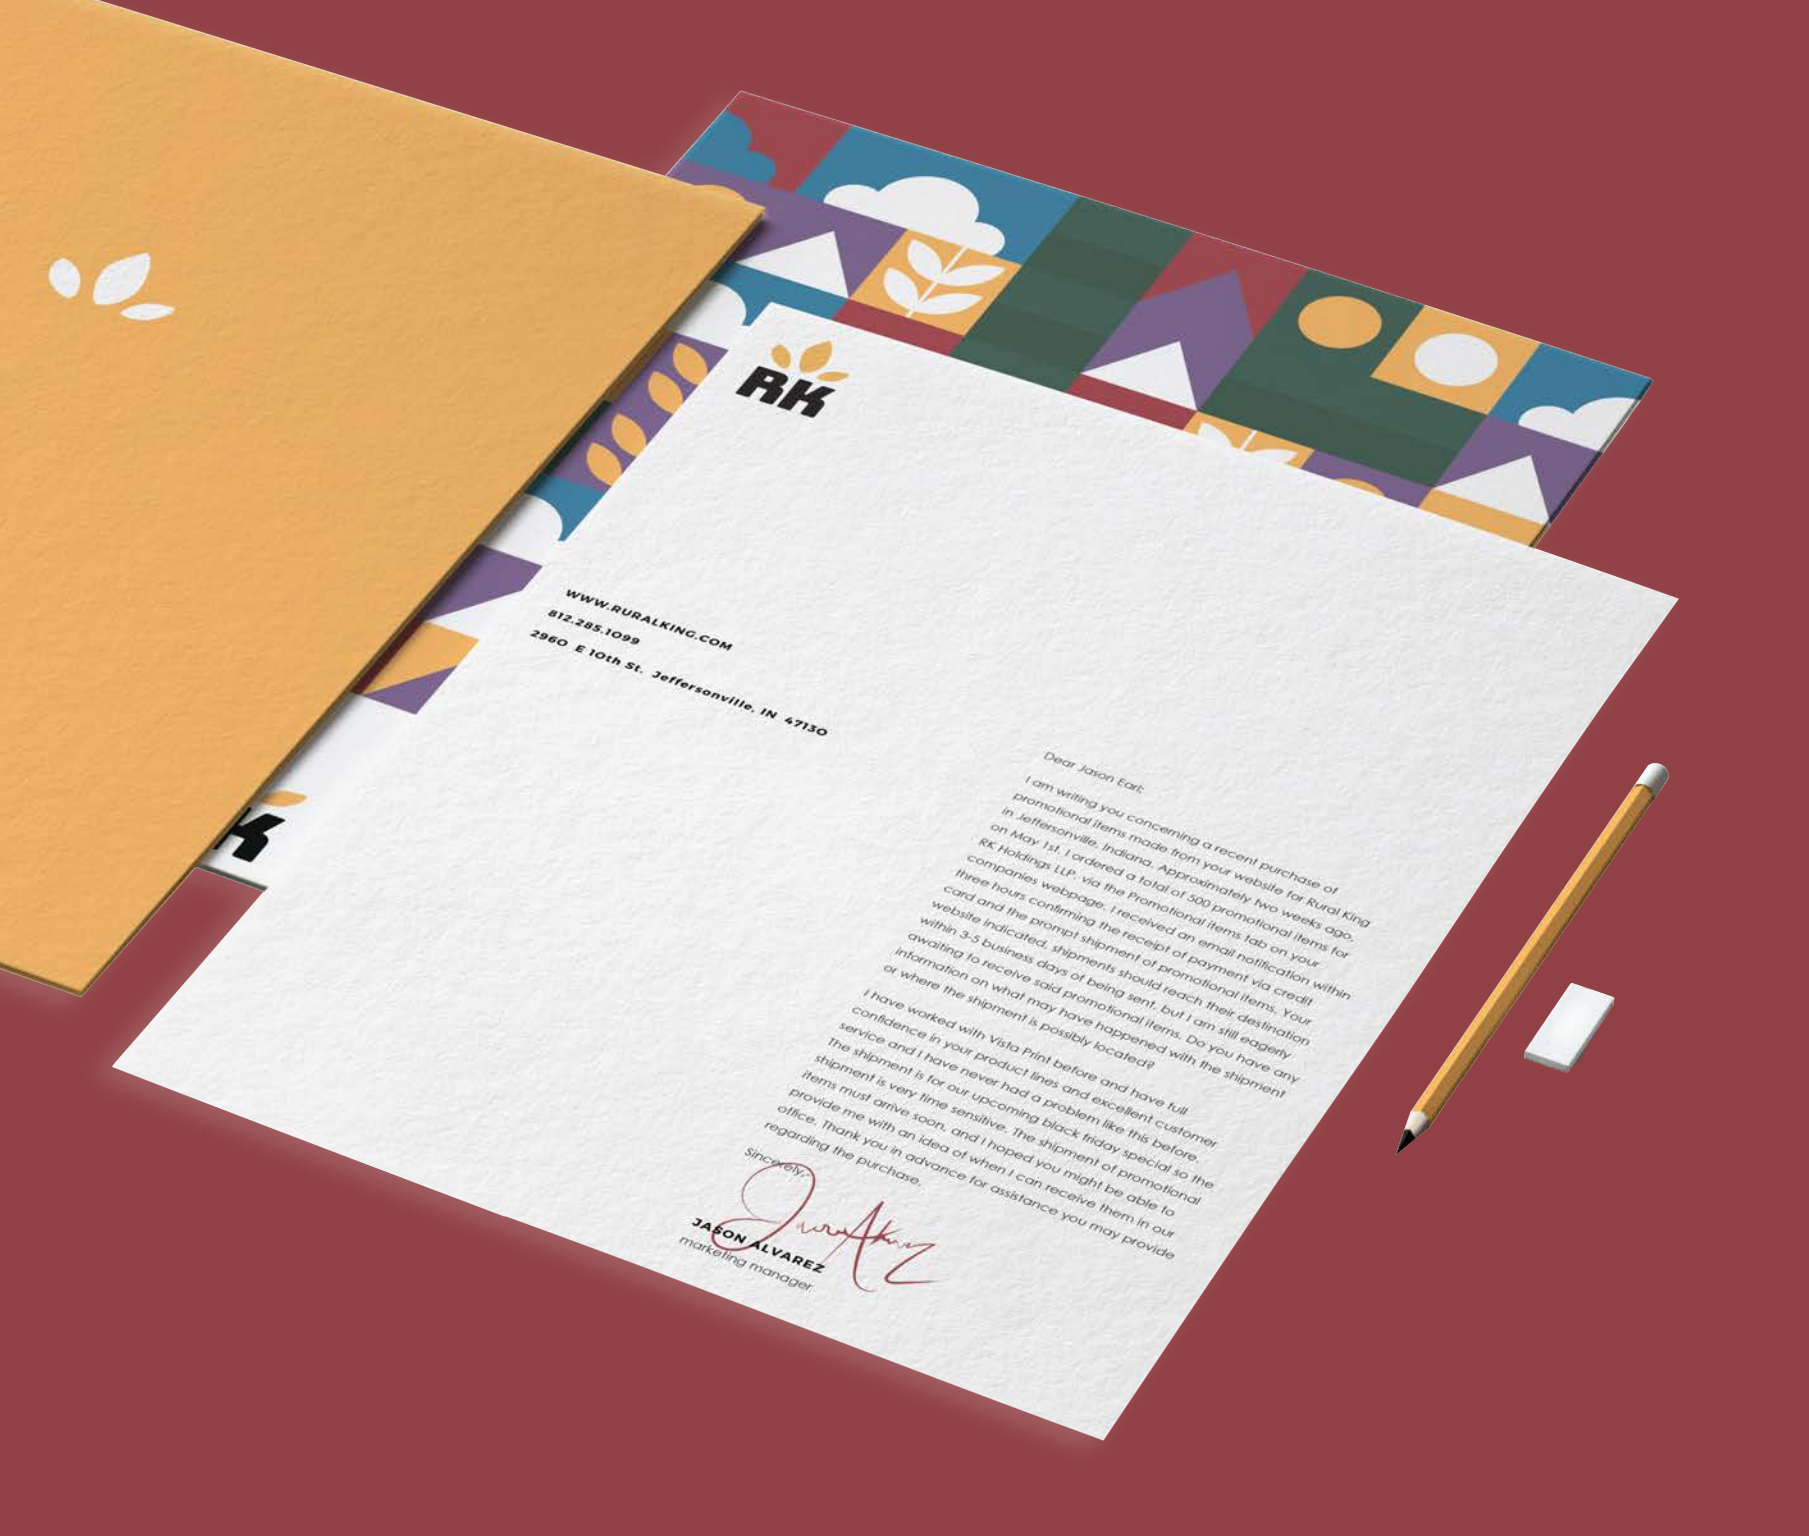 RK
WWW.RURALKING.COM
812.285.1099
2960 E 10th St. Jeffersonville, IN 47130
K
Dear Jason Earl:
I am writing you concerning a recent purchase of
promotional items made from your website for Rural King
in Jeffersonville, Indiana. Approximately two weeks ago,
on May 1st, I ordered a total of 500 promotional items for
RK Holdings LLP. via the Promotional items tab on your
companies webpage. I received an email notification within
three hours confirming the receipt of payment via credit
card and the prompt shipment of promotional items. Your
website indicated, shipments should reach their destination
within 3-5 business days of being sent, but I am still eagerly
awaiting to receive said promotional items. Do you have any
information on what may have happened with the shipment
or where the shipment is possibly located?
I have worked with Vista Print before and have full
confidence in your product lines and excellent customer
service and I have never had a problem like this before.
The shipment is for our upcoming black friday special so the
shipment is very time sensitive. The shipment of promotional
items must arrive soon, and I hoped you might be able to
provide me with an idea of when I can receive them in our
office. Thank you in advance for assistance you may provide
regarding the purchase.
Sincerely,
JASON ALVAREZ
marketing manager